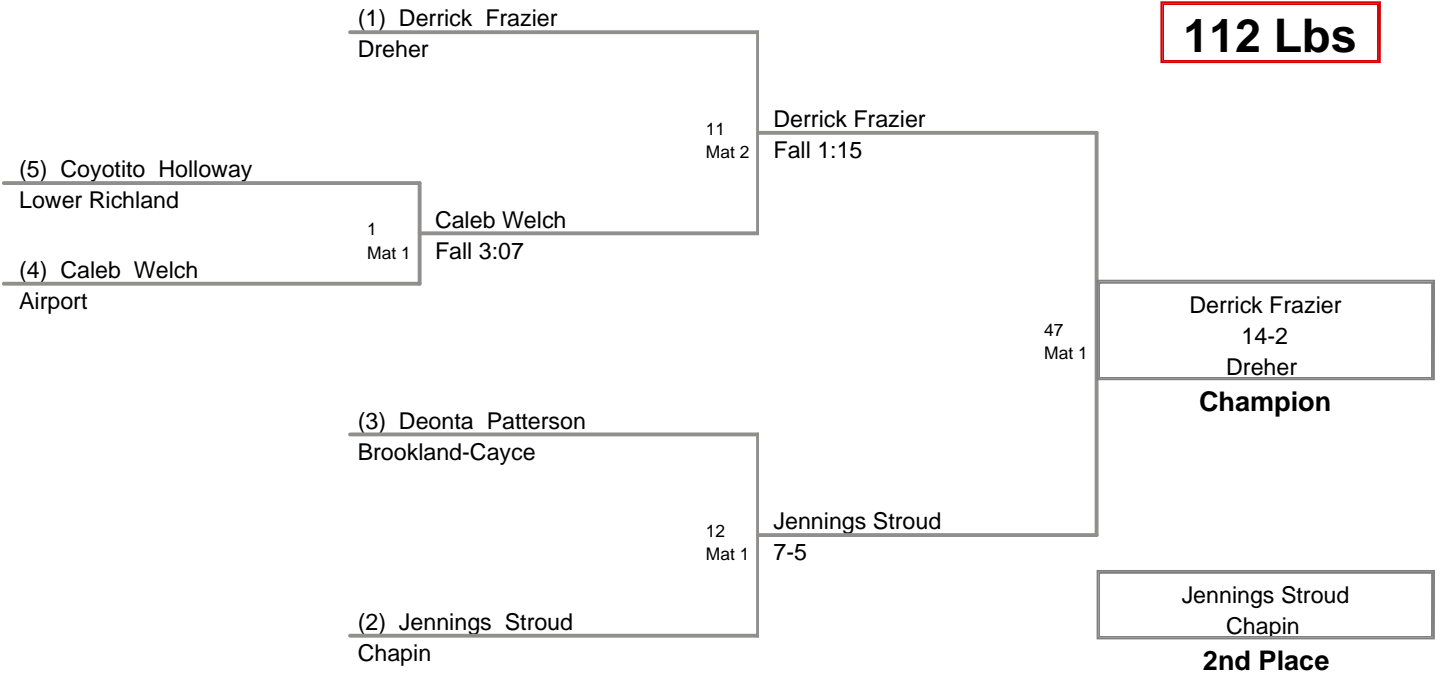 (1) Derrick Frazier
Dreher
112 Lbs
11
Mat 2
Derrick Frazier
Fall 1:15
(5) Coyotito Holloway
Lower Richland
1
Mat 1
Caleb Welch
Fall 3:07
(4) Caleb Welch
Airport
47
Mat 1
Derrick Frazier
14-2
Dreher
Champion
(3) Deonta Patterson
Brookland-Cayce
12
Mat 1
Jennings Stroud
7-5
(2) Jennings Stroud
Chapin
Jennings Stroud
Chapin
2nd Place